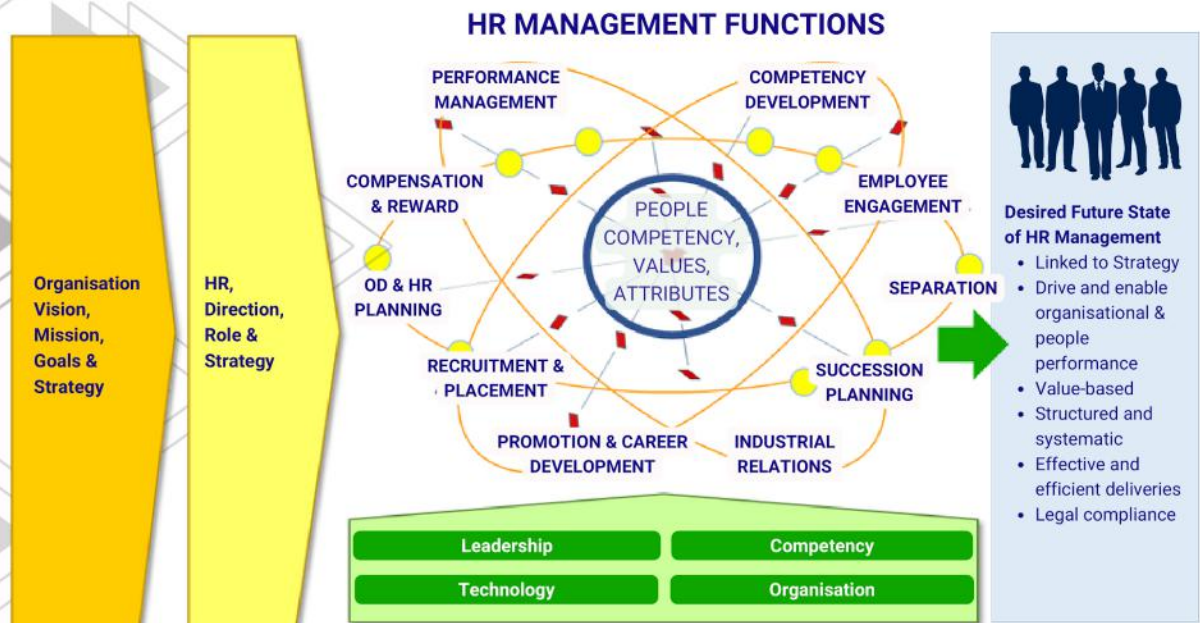 HR MANAGEMENT FUNCTIONS
Organisation
Vision,
Mission,
Goals &
Strategy
HR,
Direction,
Role &
Strategy
PERFORMANCE
MANAGEMENT
COMPETENCY
DEVELOPMENT
COMPENSATION
& REWARD
EMPLOYEE
ENGAGEMENT
PEOPLE
COMPETENCY,
VALUES,
ATTRIBUTES
OD & HR
PLANNING
SEPARATION
RECRUITMENT &
PLACEMENT
SUCCESSION
PLANNING
PROMOTION & CAREER
DEVELOPMENT
INDUSTRIAL
RELATIONS
Leadership
Competency
Technology
Organisation
Desired Future State
of HR Management
• Linked to Strategy
• Drive and enable
organisational &
people
performance
• Value-based
• Structured and
systematic
• Effective and
efficient deliveries
• Legal compliance